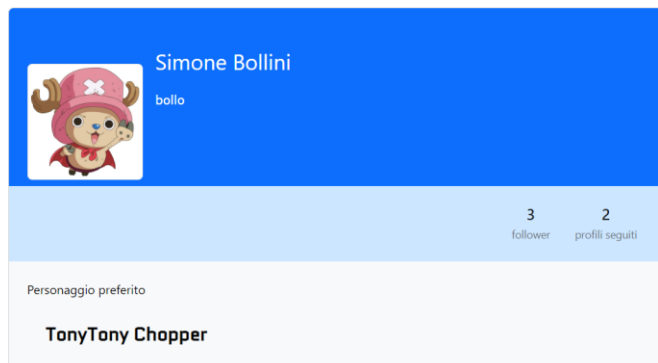 Simone Bollini
bollo
3
follower
2
profili seguiti
Personaggio preferito
TonyTony Chopper